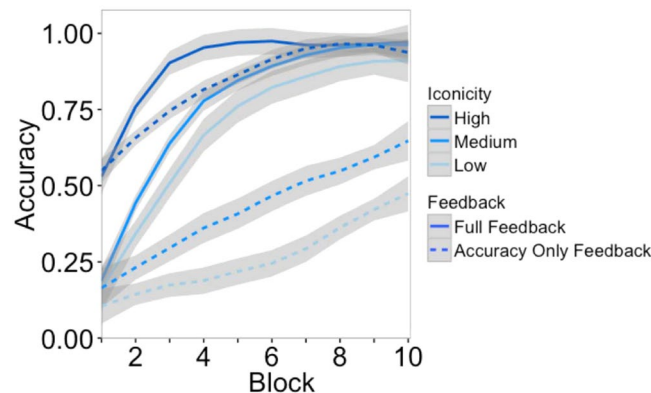 Accuracy
1.00
0.75
0.50
0.25
0.00
2 4 6 8 10
Block
Iconicity
High
Medium
Low
Feedback
Full Feedback
Accuracy Only Feedback